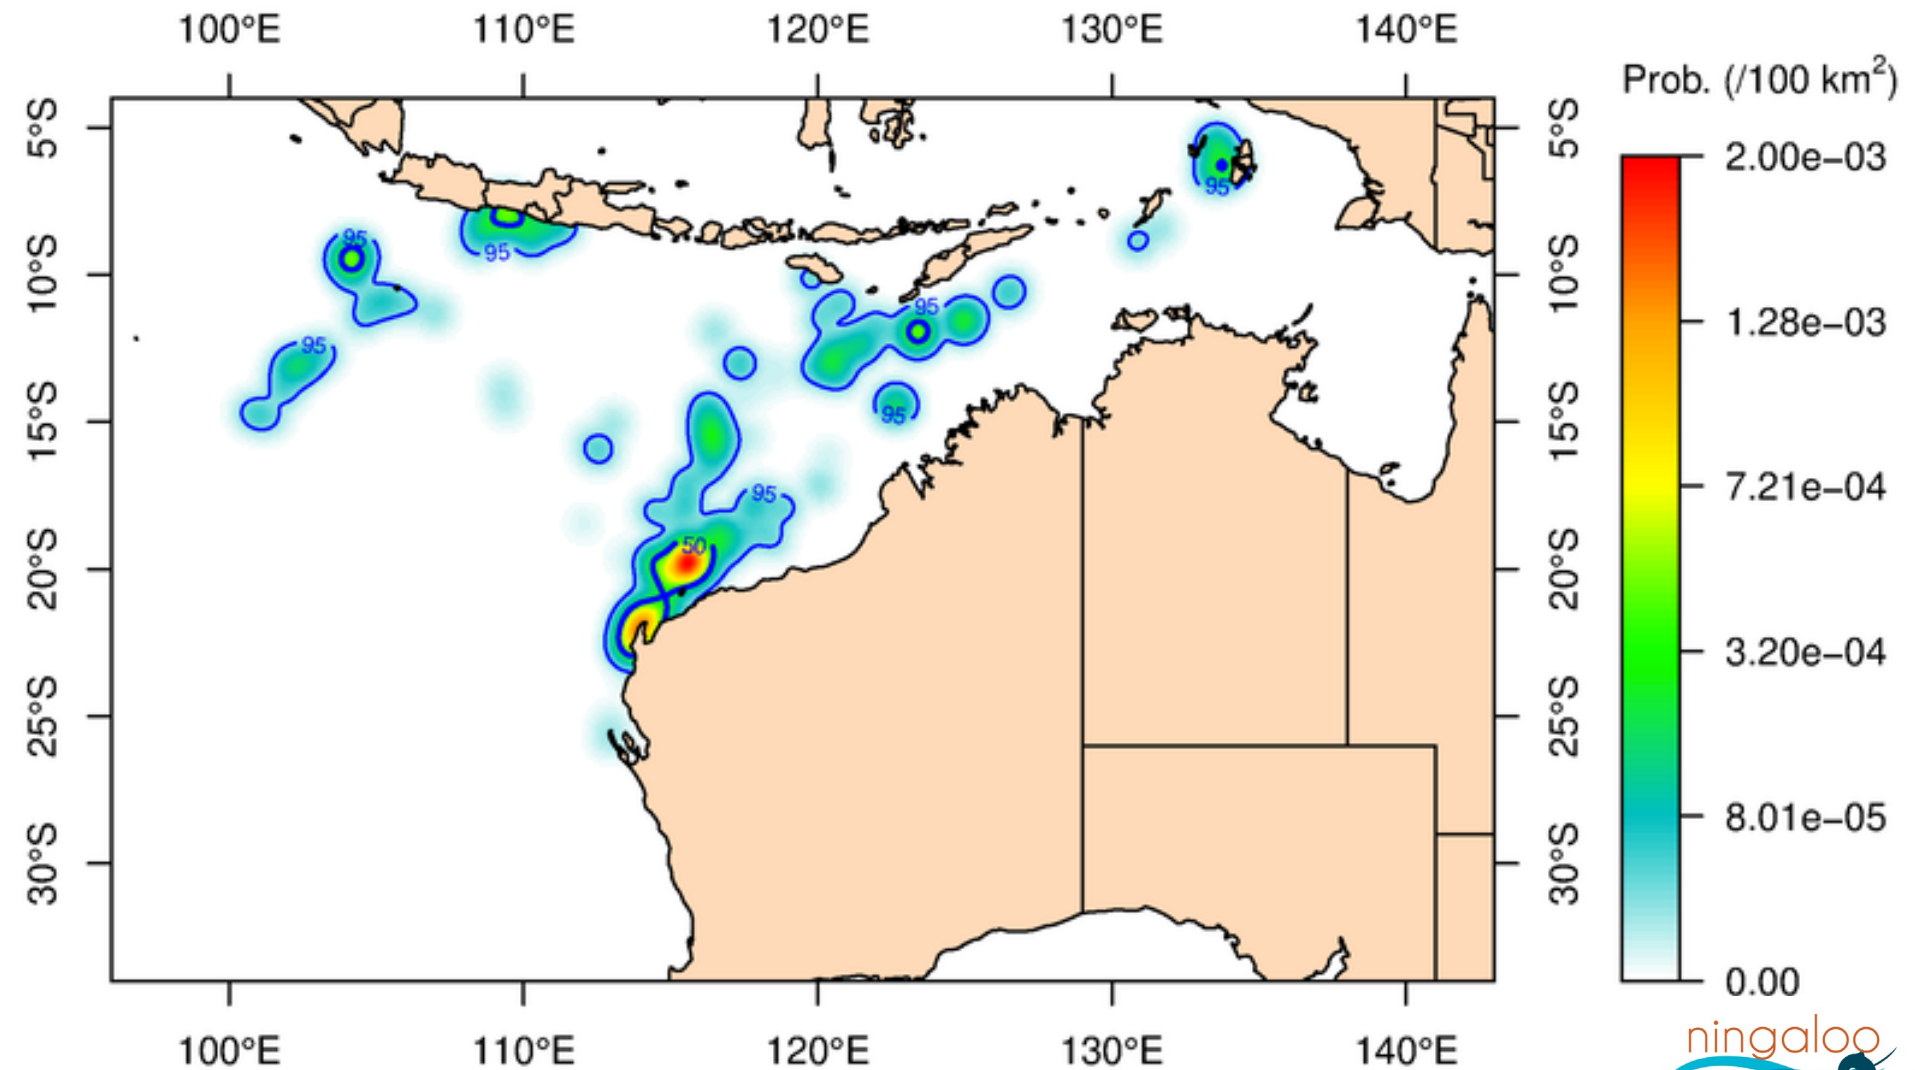 100°E 110°E 120°E 130°E 140°E
Prob. (/100 km²)
5°S 5°S
2.00e−03
95
95
95
10°S 10°S
95
95
1.28e−03
95
15°S 15°S
7.21e−04
95
50
20°S 20°S
3.20e−04
25°S 25°S
8.01e−05
30°S 30°S
0.00
100°E 110°E 120°E 130°E 140°E
ningaloo